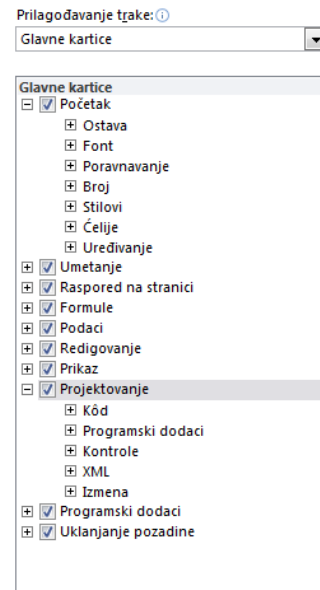 Prilagođavanje trake:
Glavne kartice
Glavne kartice
Početak
Ostava
Font
Poravnavanje
Broj
Stilovi
Ćelije
Uređivanje
Umetanje
Raspored na stranici
Formule
Podaci
Redigovanje
Prikaz
Projektovanje
Kôd
Programski dodaci
Kontrole
XML
Izmena
Programski dodaci
Uklanjanje pozadine